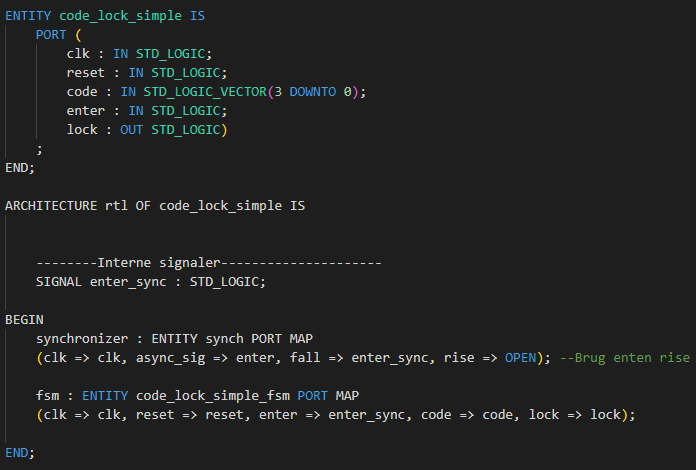 ENTITY code_lock_simple IS
PORT (
clk : IN STD_LOGIC;
reset : IN STD_LOGIC;
code : IN STD_LOGIC_VECTOR(3 DOWNTO 0);
enter : IN STD_LOGIC;
lock : OUT STD_LOGIC)
;
END;
ARCHITECTURE rtl OF code_lock_simple IS
--------Interne signaler---------------------
SIGNAL enter_sync : STD_LOGIC;
BEGIN
synchronizer : ENTITY synch PORT MAP
(clk => clk, async_sig => enter, fall => enter_sync, rise => OPEN); --Brug enten rise
fsm : ENTITY code_lock_simple_fsm PORT MAP
(clk => clk, reset => reset, enter => enter_sync, code => code, lock => lock);
END;